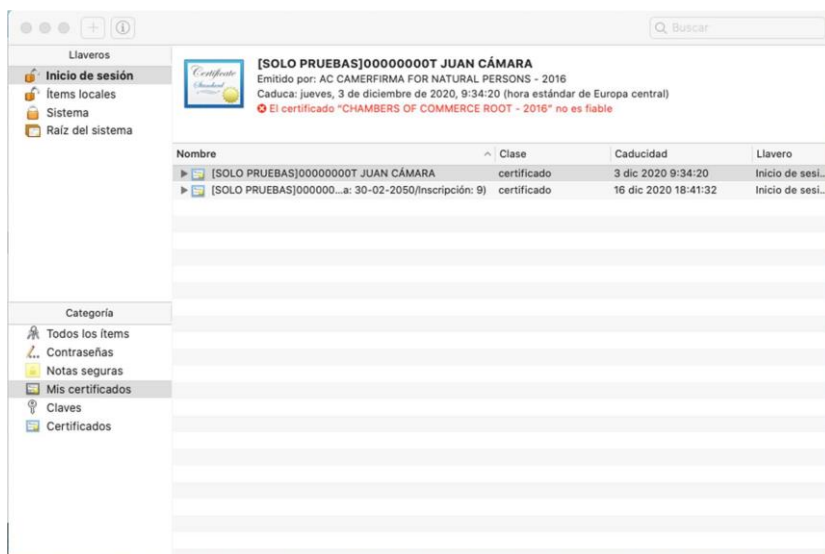 Buscar
Llaveros
Inicio de sesión
Ítems locales
Sistema
Raíz del sistema
Certificate
Standard
[SOLO PRUEBAS]00000000T JUAN CÁMARA
Emitido por: AC CAMERFIRMA FOR NATURAL PERSONS - 2016
Caduca: jueves, 3 de diciembre de 2020, 9:34:20 (hora estándar de Europa central)
El certificado "CHAMBERS OF COMMERCE ROOT - 2016" no es fiable
Nombre Clase Caducidad Llavero
[SOLO PRUEBAS]00000000T JUAN CÁMARA certificado 3 dic 2020 9:34:20 Inicio de sesi...
[SOLO PRUEBAS]000000...a: 30-02-2050/Inscripción: 9) certificado 16 dic 2020 18:41:32 Inicio de sesi...
Categoría
Todos los ítems
Contraseñas
Notas seguras
Mis certificados
Claves
Certificados